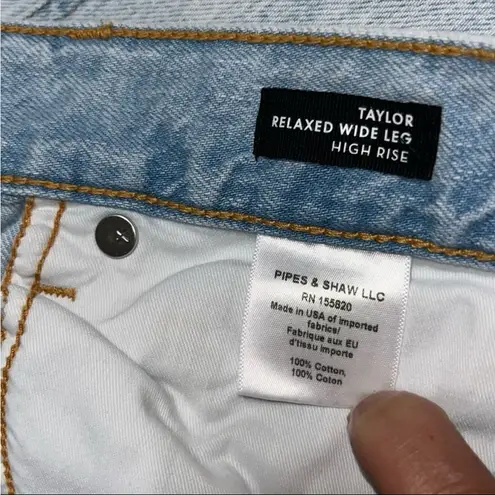 TAYLOR
RELAXED WIDE LEG
HIGH RISE
PIPES & SHAW LLC
RN 155820
Made in USA of imported
fabrics/
Fabrique aux EU
d'tissu importe
100% Cotton,
100% Coton